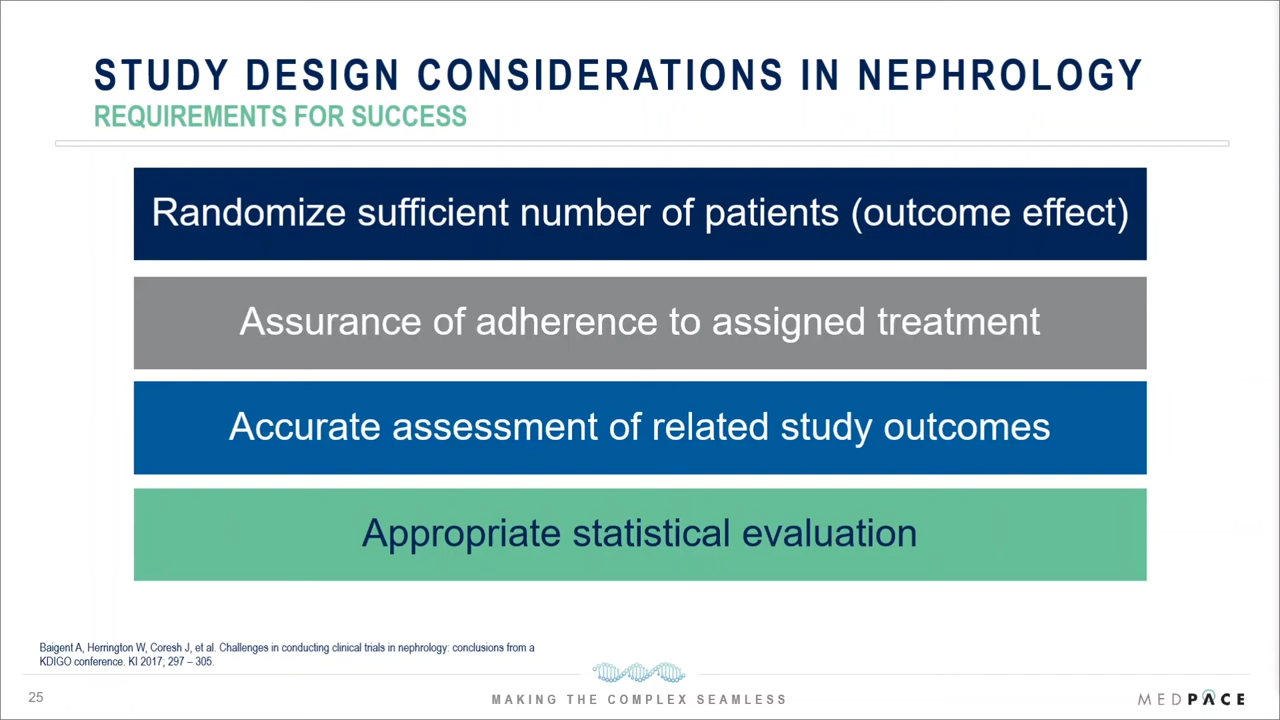 STUDY DESIGN CONSIDERATIONS IN NEPHROLOGY
REQUIREMENTS FOR SUCCESS
Randomize sufficient number of patients (outcome effect)
Assurance of adherence to assigned treatment
Accurate assessment of related study outcomes
Appropriate statistical evaluation
Baigent A, Herrington W, Coresh J, et al. Challenges in conducting clinical trials in nephrology: conclusions from a
KDIGO conference. KI 2017; 297 – 305.
25
MAKING THE COMPLEX SEAMLESS
MEDPACE